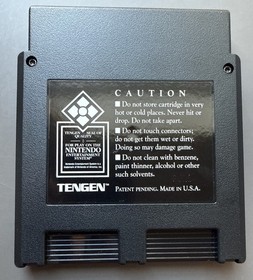 CAUTION
■ Do not store cartridge in very
hot or cold places. Never hit or
drop. Do not take apart.
■ Do not touch connectors;
do not get them wet or dirty.
Doing so may damage game.
■ Do not clean with benzene,
paint thinner, alcohol or other
such solvents.
PATENT PENDING. MADE IN U.S.A.
TENGEN SEAL OF
QUALITY
FOR PLAY ON THE
NINTENDO
ENTERTAINMENT
SYSTEM
TENGEN